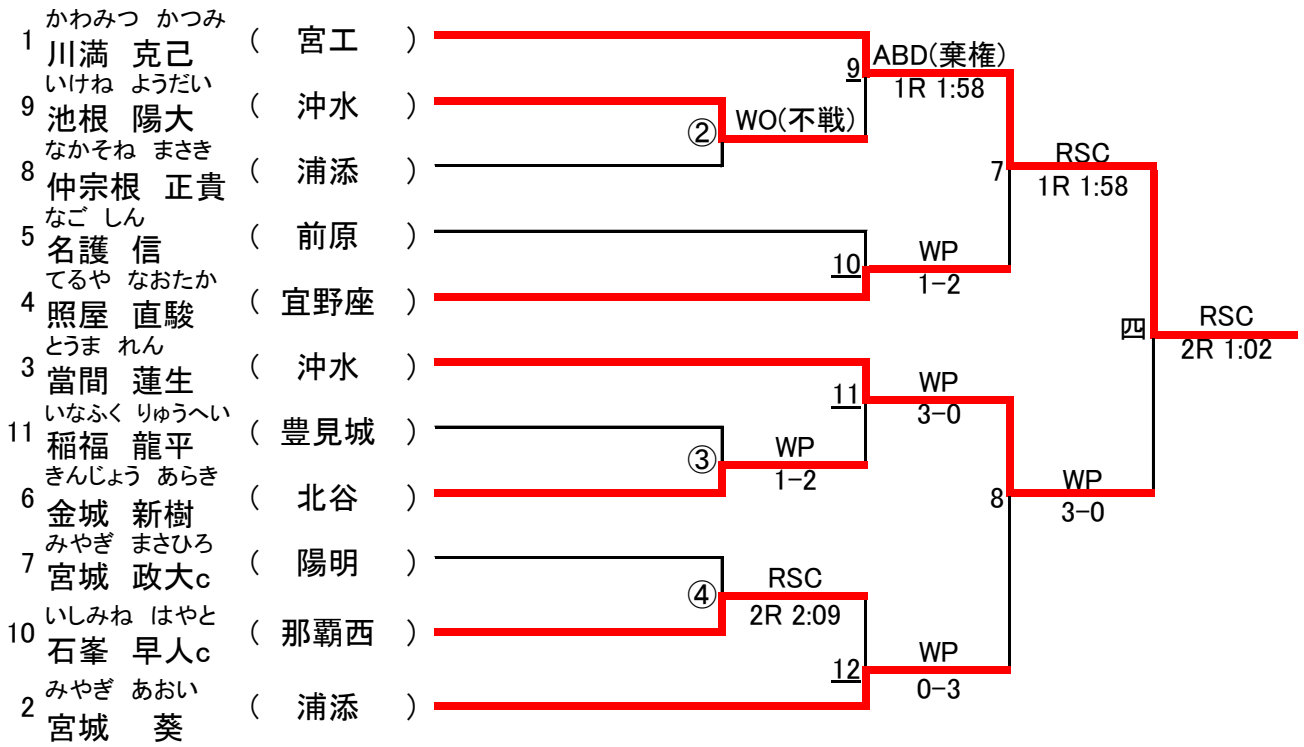 かわみつ かつみ
1 川満 克己 ( 宮工 )
いけね ようだい
9 池根 陽大 ( 沖水 )
なかそね まさき
8 仲宗根 正貴 ( 浦添 )
なご しん
5 名護 信 ( 前原 )
てるや なおたか
4 照屋 直駿 ( 宜野座 )
とうま れん
3 當間 蓮生 ( 沖水 )
いなふく りゅうへい
11 稲福 龍平 ( 豊見城 )
きんじょう あらき
6 金城 新樹 ( 北谷 )
みやぎ まさひろ
7 宮城 政大c ( 陽明 )
いしみね はやと
10 石峯 早人c ( 那覇西 )
みやぎ あおい
2 宮城 葵 ( 浦添 )
② WO(不戦)
③ WP
1-2
④ RSC
2R 2:09
9 ABD(棄権)
1R 1:58
10 WP
1-2
11 WP
3-0
12 WP
0-3
7 RSC
1R 1:58
8 WP
3-0
四 RSC
2R 1:02